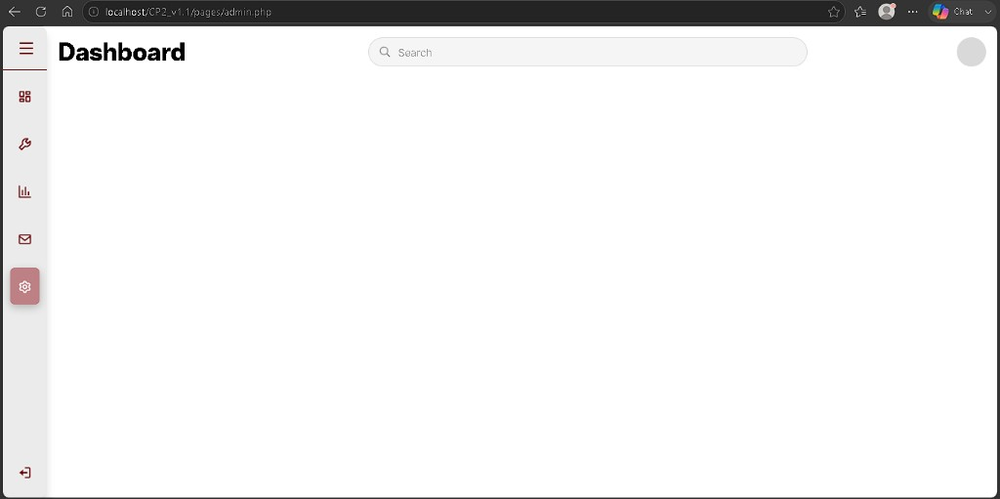 localhost/CP2_v1.1/pages/admin.php
Chat
Dashboard
Search